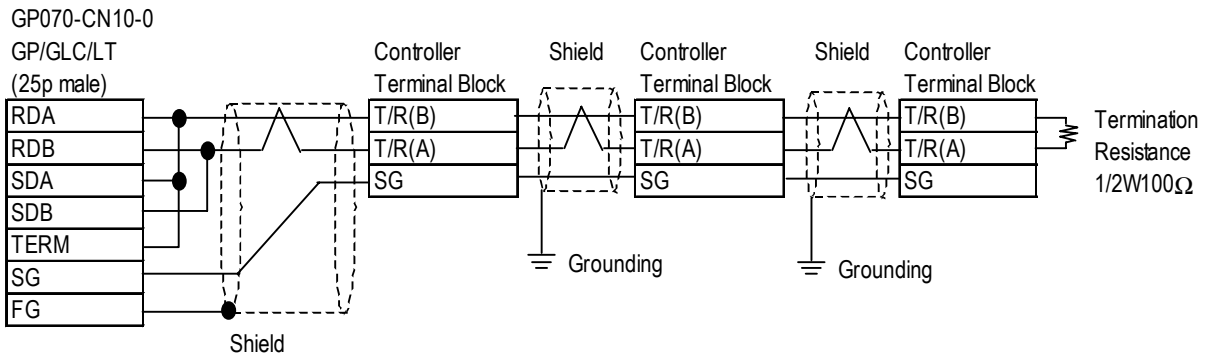 GP070-CN10-0
GP/GLC/LT
(25p male)
RDA
RDB
SDA
SDB
TERM
SG
FG
Shield
Controller
Terminal Block
T/R(B)
T/R(A)
SG
Shield
Grounding
Controller
Terminal Block
T/R(B)
T/R(A)
SG
Shield
Grounding
Controller
Terminal Block
T/R(B)
T/R(A)
SG
Termination
Resistance
1/2W100Ω